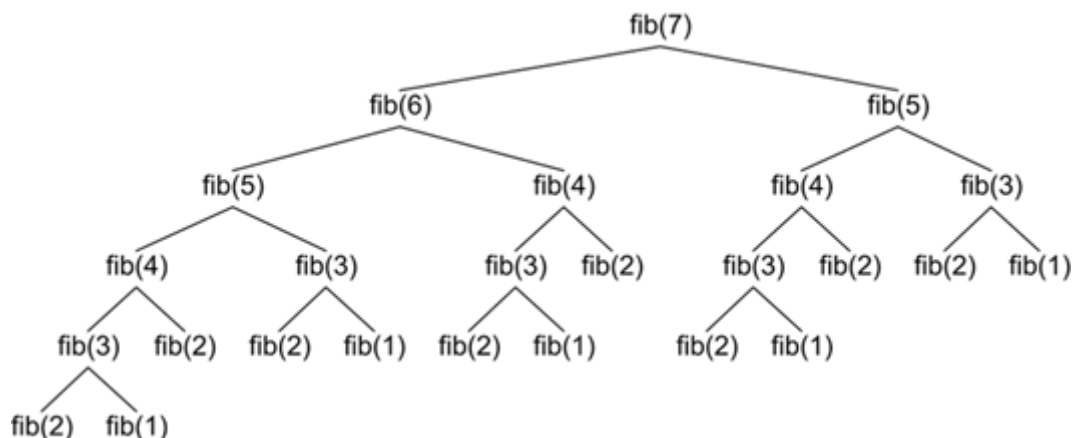 fib(7)
fib(6) fib(5)
fib(5) fib(4) fib(4) fib(3)
fib(4) fib(3) fib(3) fib(2) fib(3) fib(2) fib(2) fib(1)
fib(3) fib(2) fib(2) fib(1) fib(2) fib(1) fib(2) fib(1)
fib(2) fib(1)